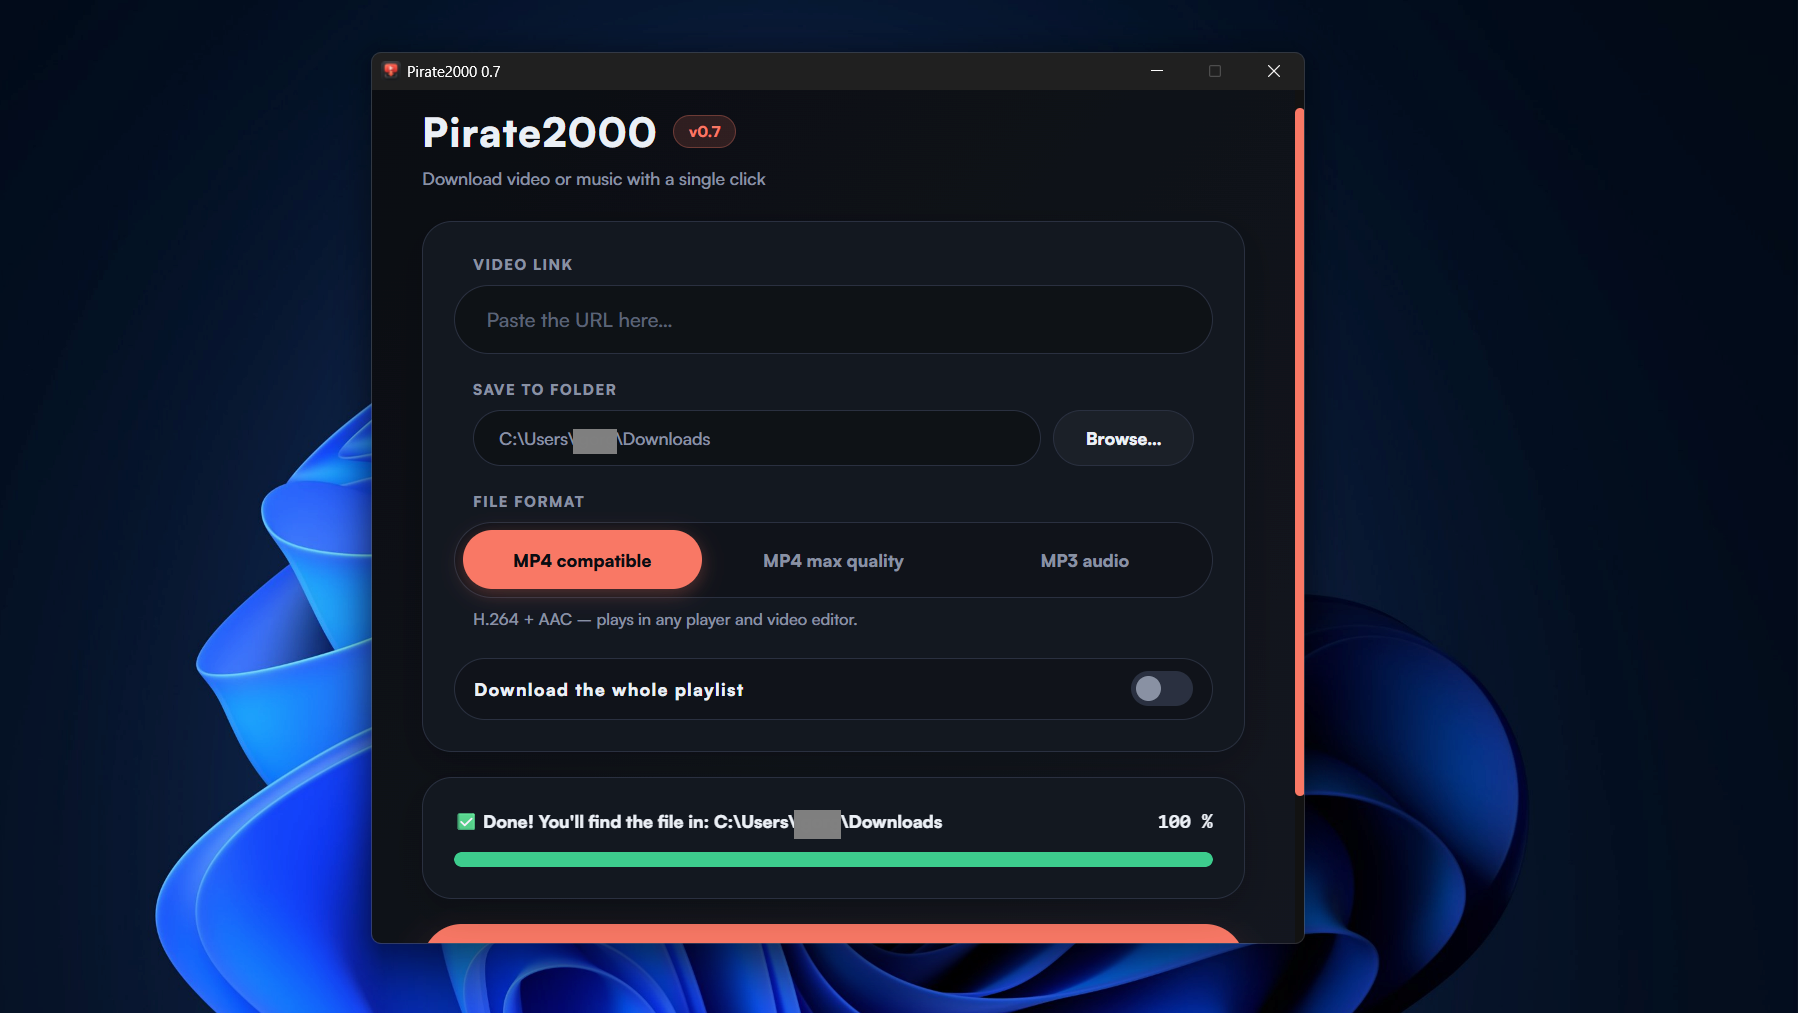 Pirate2000 0.7
Pirate2000 v0.7
Download video or music with a single click
VIDEO LINK
Paste the URL here...
SAVE TO FOLDER
C:\Users\ \Downloads
Browse...
FILE FORMAT
MP4 compatible
MP4 max quality
MP3 audio
H.264 + AAC — plays in any player and video editor.
Download the whole playlist
✅ Done! You'll find the file in: C:\Users\ \Downloads
100 %